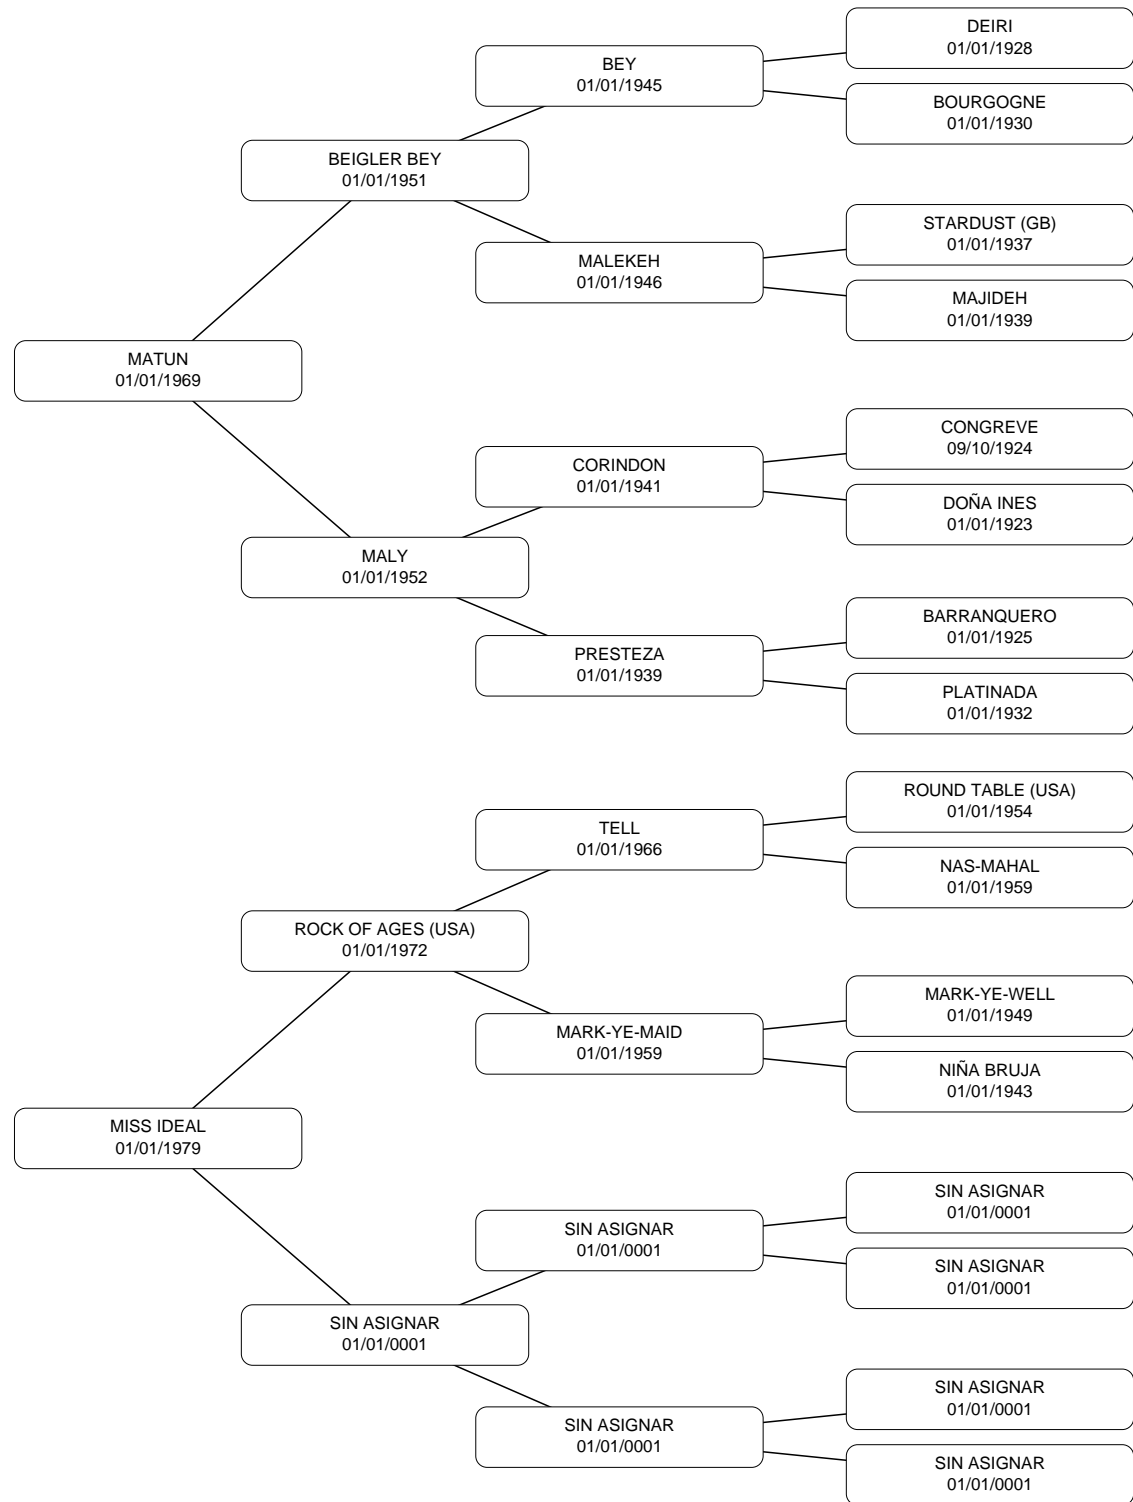 DEIRI
01/01/1928
BEY
01/01/1945
BOURGOGNE
01/01/1930
BEIGLER BEY
01/01/1951
STARDUST (GB)
01/01/1937
MALEKEH
01/01/1946
MAJIDEH
01/01/1939
MATUN
01/01/1969
CONGREVE
09/10/1924
CORINDON
01/01/1941
DOÑA INES
01/01/1923
MALY
01/01/1952
BARRANQUERO
01/01/1925
PRESTEZA
01/01/1939
PLATINADA
01/01/1932
ROUND TABLE (USA)
01/01/1954
TELL
01/01/1966
NAS-MAHAL
01/01/1959
ROCK OF AGES (USA)
01/01/1972
MARK-YE-WELL
01/01/1949
MARK-YE-MAID
01/01/1959
NIÑA BRUJA
01/01/1943
MISS IDEAL
01/01/1979
SIN ASIGNAR
01/01/0001
SIN ASIGNAR
01/01/0001
SIN ASIGNAR
01/01/0001
SIN ASIGNAR
01/01/0001
SIN ASIGNAR
01/01/0001
SIN ASIGNAR
01/01/0001
SIN ASIGNAR
01/01/0001